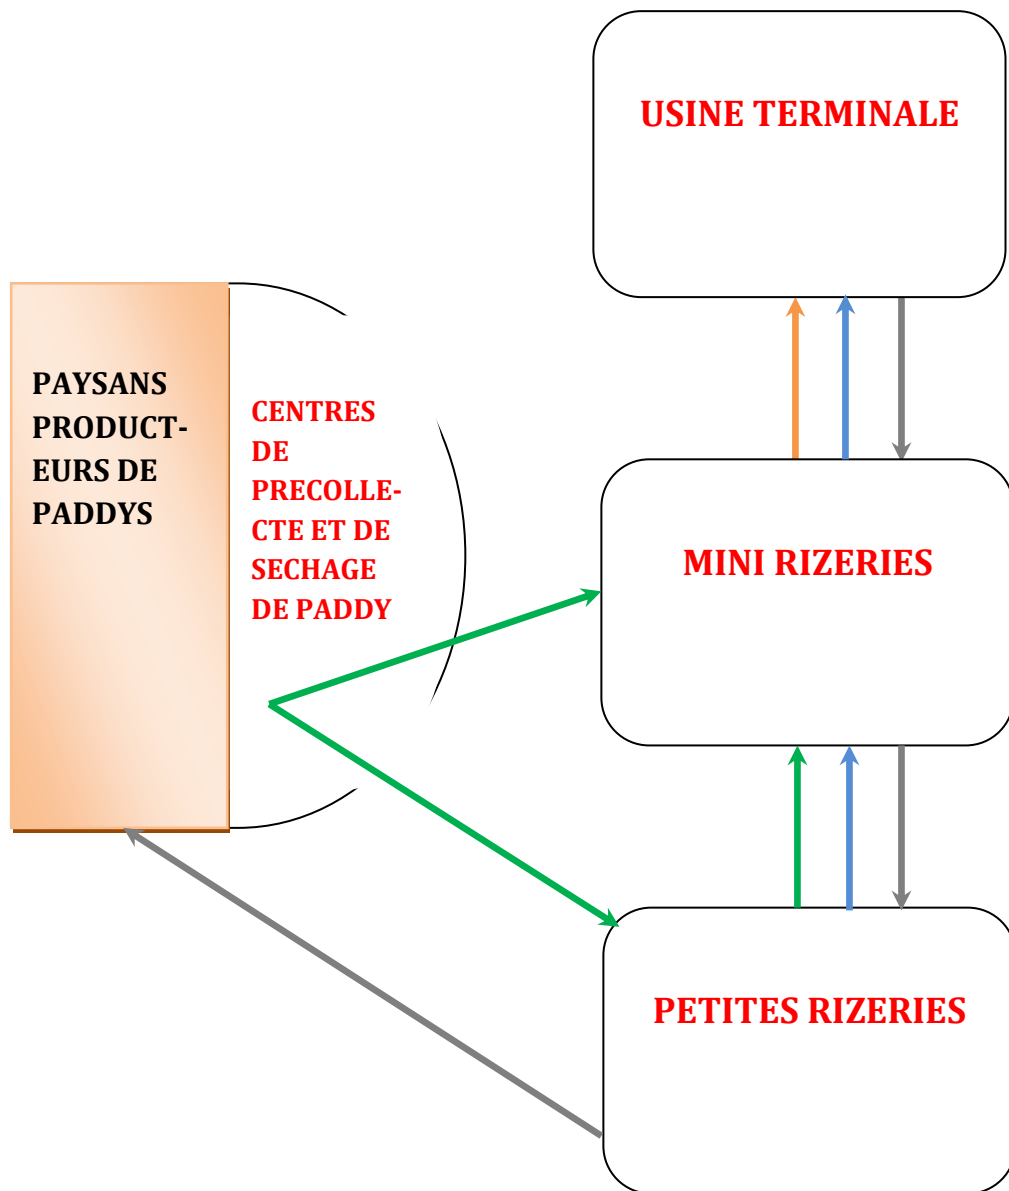 USINE TERMINALE
PAYSANS
PRODUCT-
EURS DE
PADDYS
CENTRES
DE
PRECOLLE-
CTE ET DE
SECHAGE
DE PADDY
MINI RIZERIES
PETITES RIZERIES